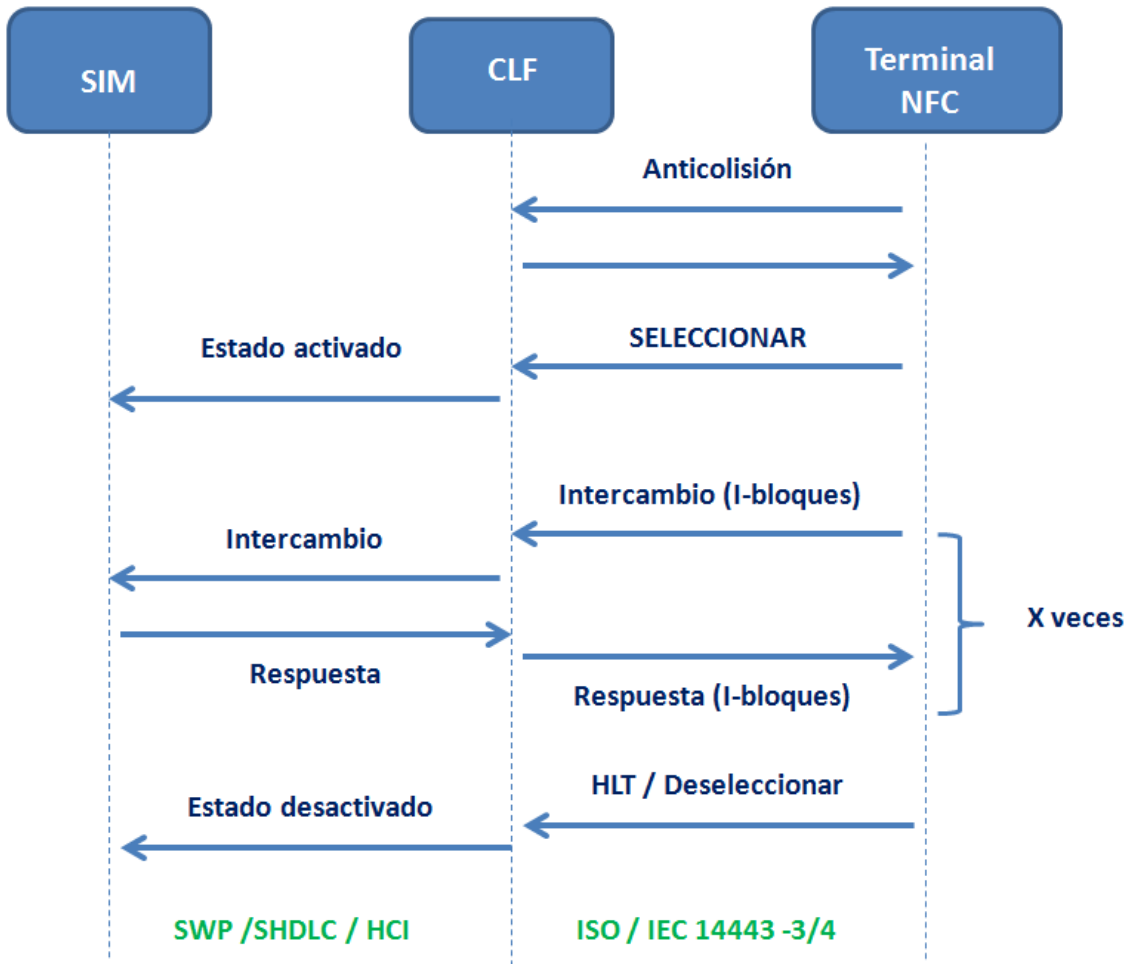 SIM
CLF
Terminal
NFC
Anticolisión
SELECCIONAR
Estado activado
Intercambio (I-bloques)
Intercambio
X veces
Respuesta
Respuesta (I-bloques)
HLT / Deseleccionar
Estado desactivado
SWP /SHDLC / HCI
ISO / IEC 14443 -3/4